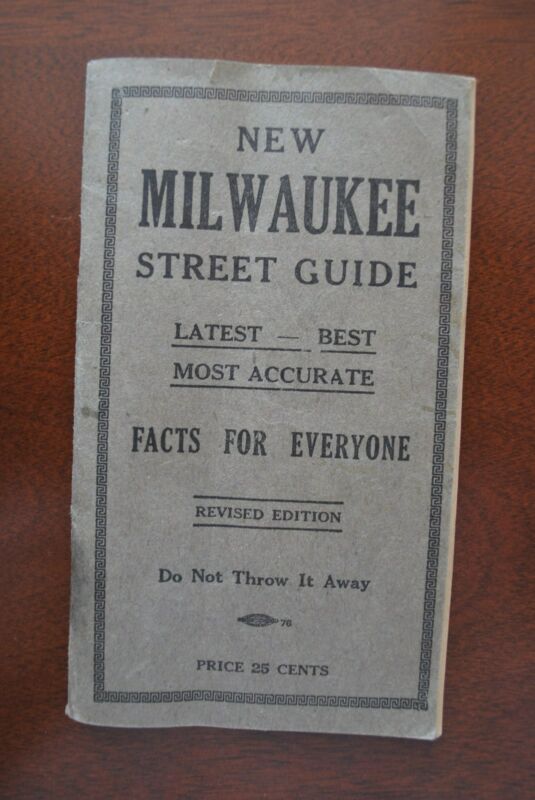 NEW
MILWAUKEE
STREET GUIDE
LATEST — BEST
MOST ACCURATE
FACTS FOR EVERYONE
REVISED EDITION
Do Not Throw It Away
76
PRICE 25 CENTS